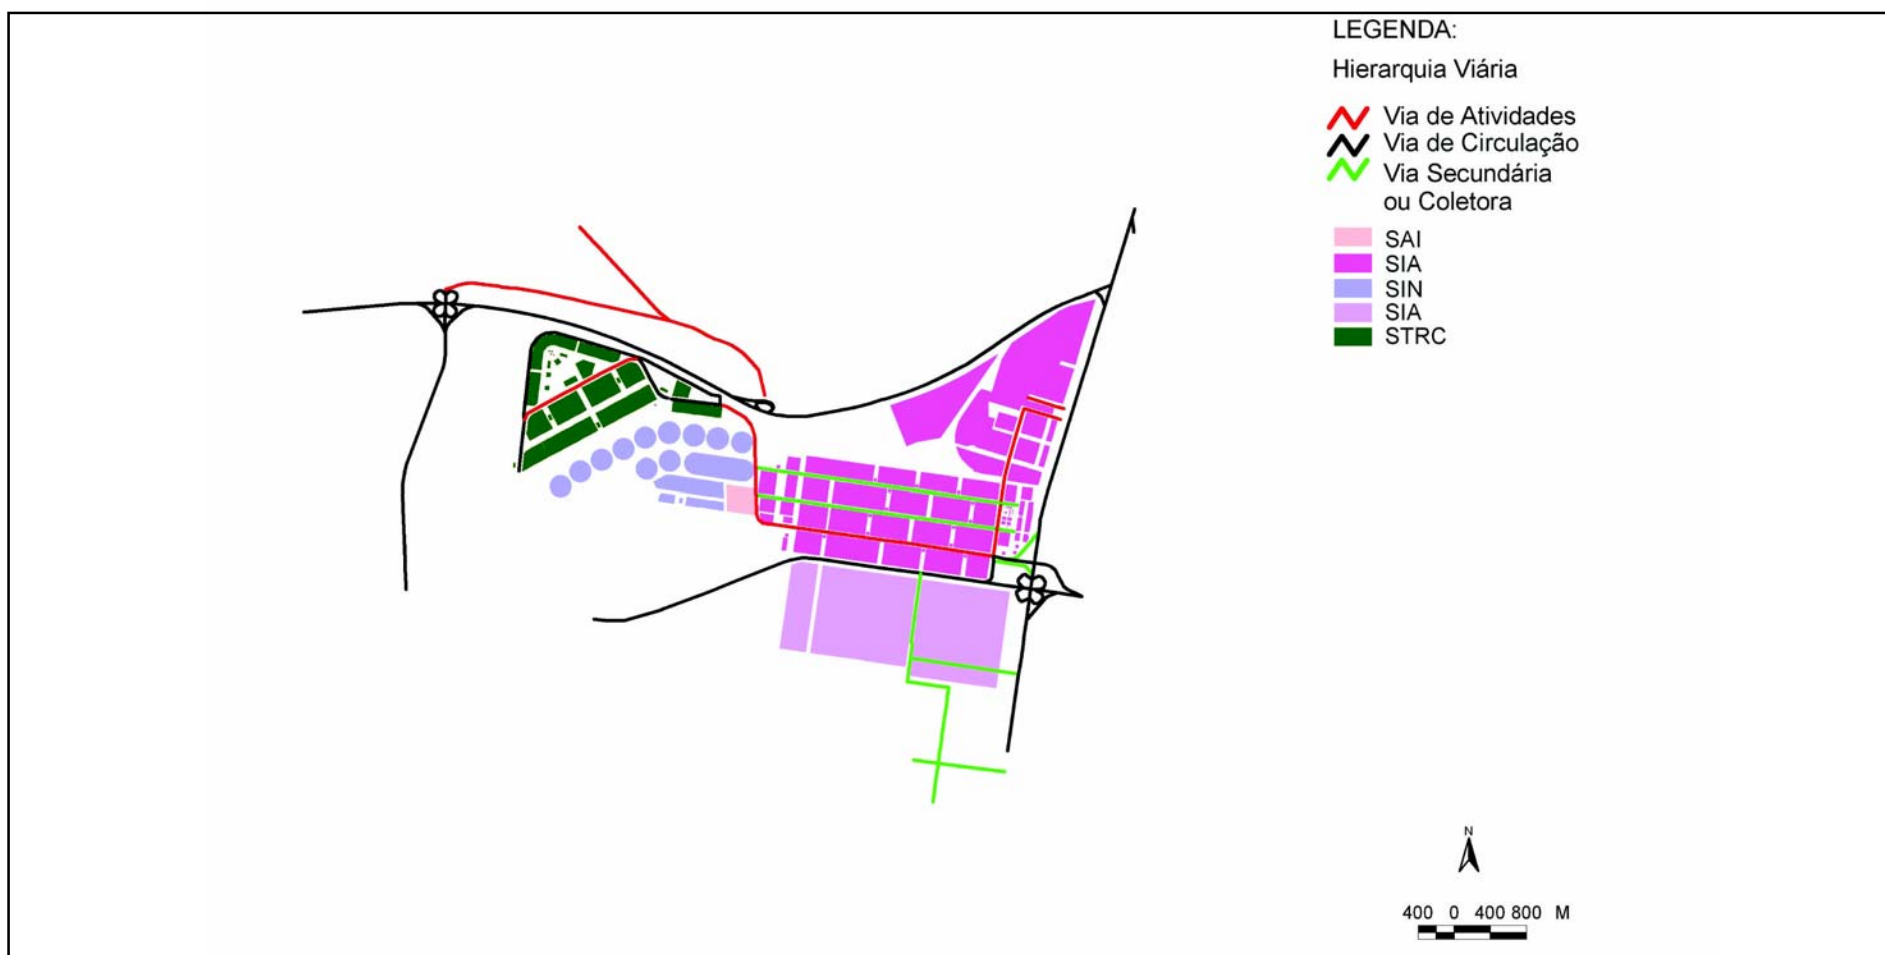 LEGENDA:
Hierarquia Viária
Via de Atividades
Via de Circulação
Via Secundária
ou Coletora
SAI
SIA
SIN
SIA
STRC
N
400 0 400 800 M